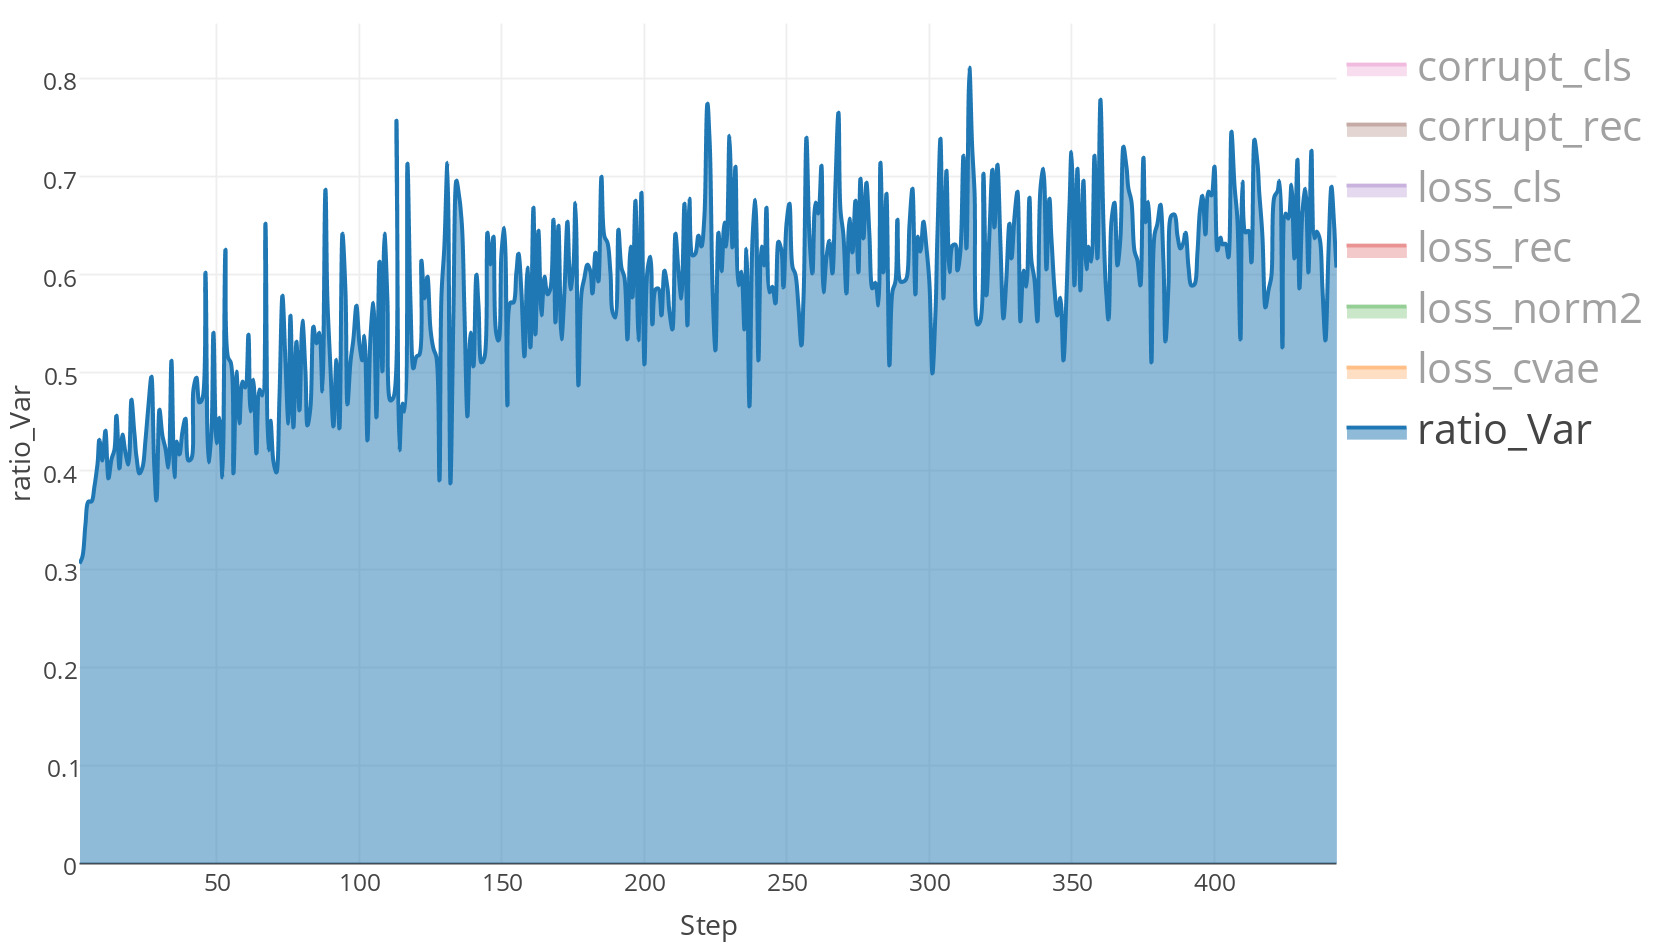 0.8
0.7
0.6
0.5
0.4
0.3
0.2
0.1
0
ratio_Var
50 100 150 200 250 300 350 400
Step
corrupt_cls
corrupt_rec
loss_cls
loss_rec
loss_norm2
loss_cvae
ratio_Var